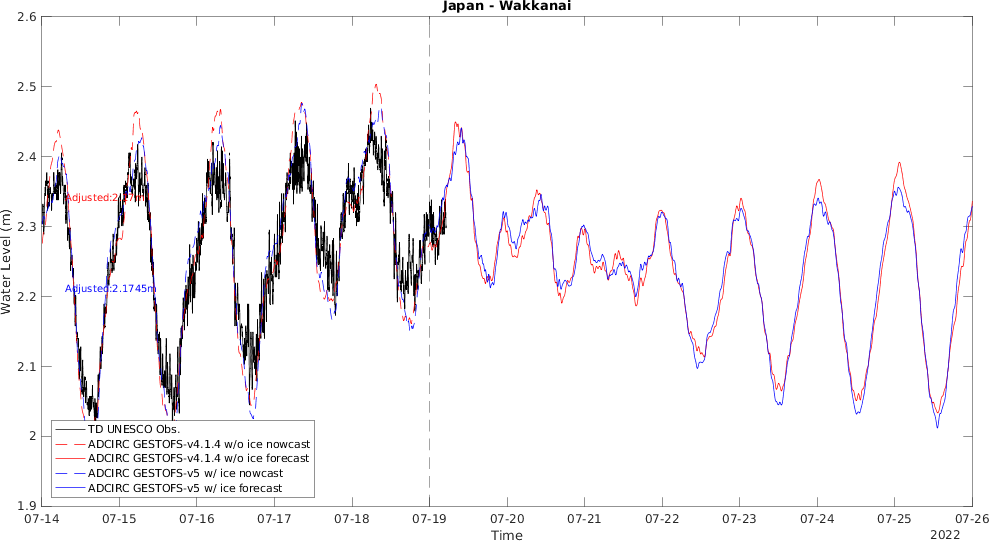 Japan - Wakkanai
Water Level (m)
2.6
2.5
2.4
2.3
2.2
2.1
2
1.9
Adjusted:2.1745m
TD UNESCO Obs.
ADCIRC GESTOFS-v4.1.4 w/o ice nowcast
ADCIRC GESTOFS-v4.1.4 w/o ice forecast
ADCIRC GESTOFS-v5 w/ ice nowcast
ADCIRC GESTOFS-v5 w/ ice forecast
07-14 07-15 07-16 07-17 07-18 07-19 07-20 07-21 07-22 07-23 07-24 07-25 07-26
Time
2022